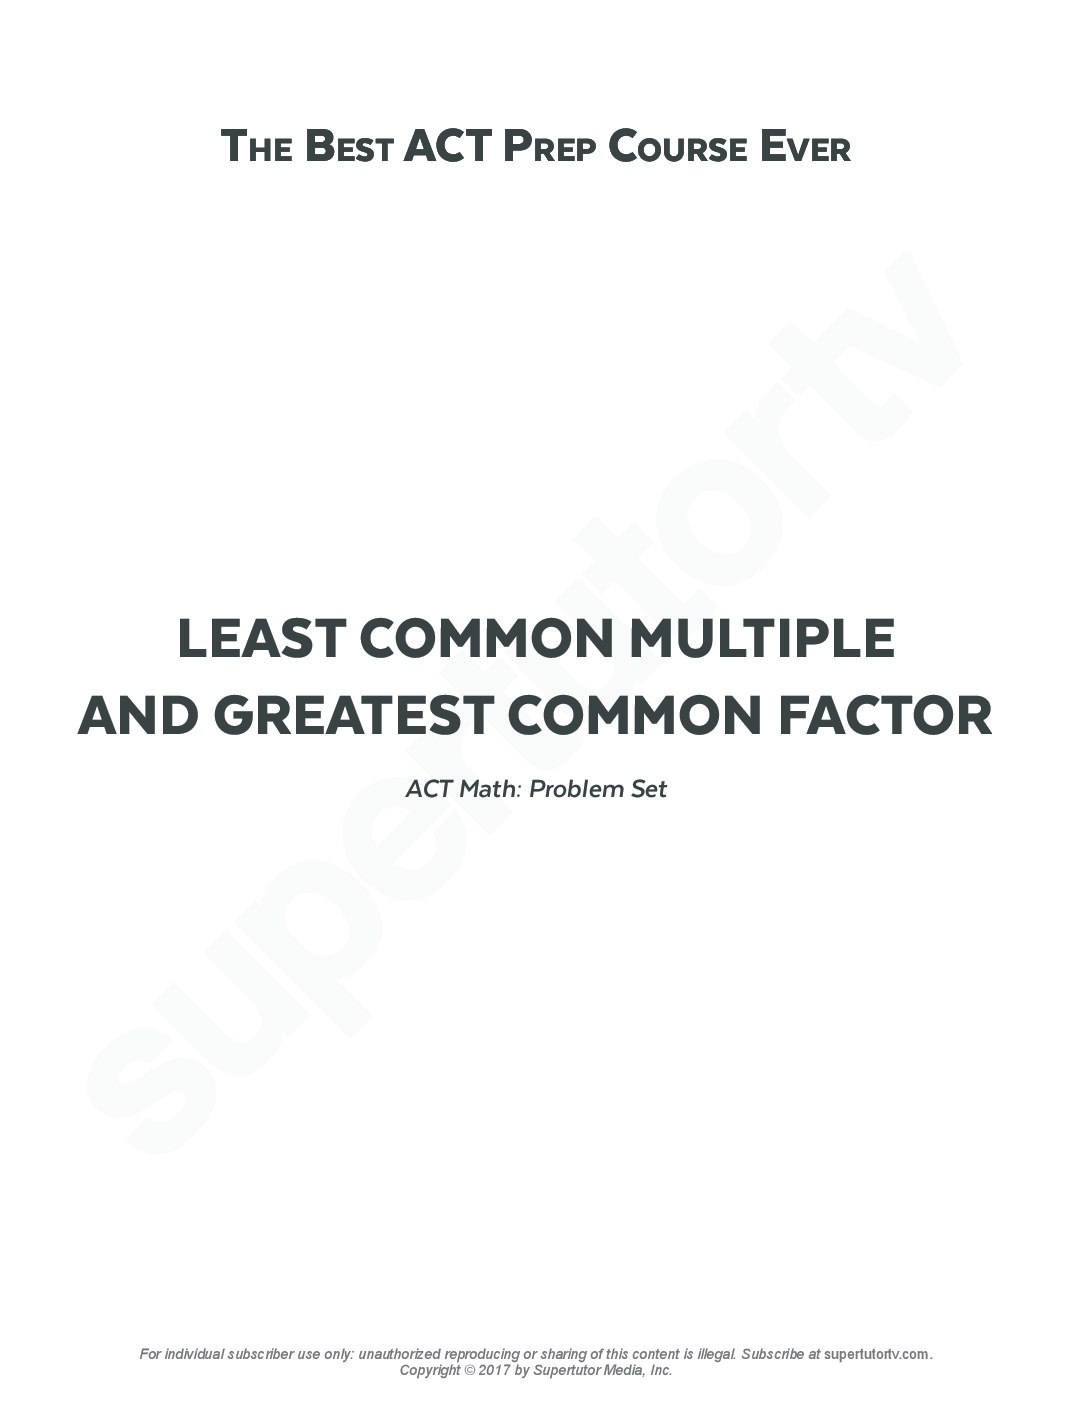 The Best ACT Prep Course Ever
LEAST COMMON MULTIPLE
AND GREATEST COMMON FACTOR
ACT Math: Problem Set
supertutortv
For individual subscriber use only: unauthorized reproducing or sharing of this content is illegal. Subscribe at supertutortv.com.
Copyright © 2017 by Supertutor Media, Inc.